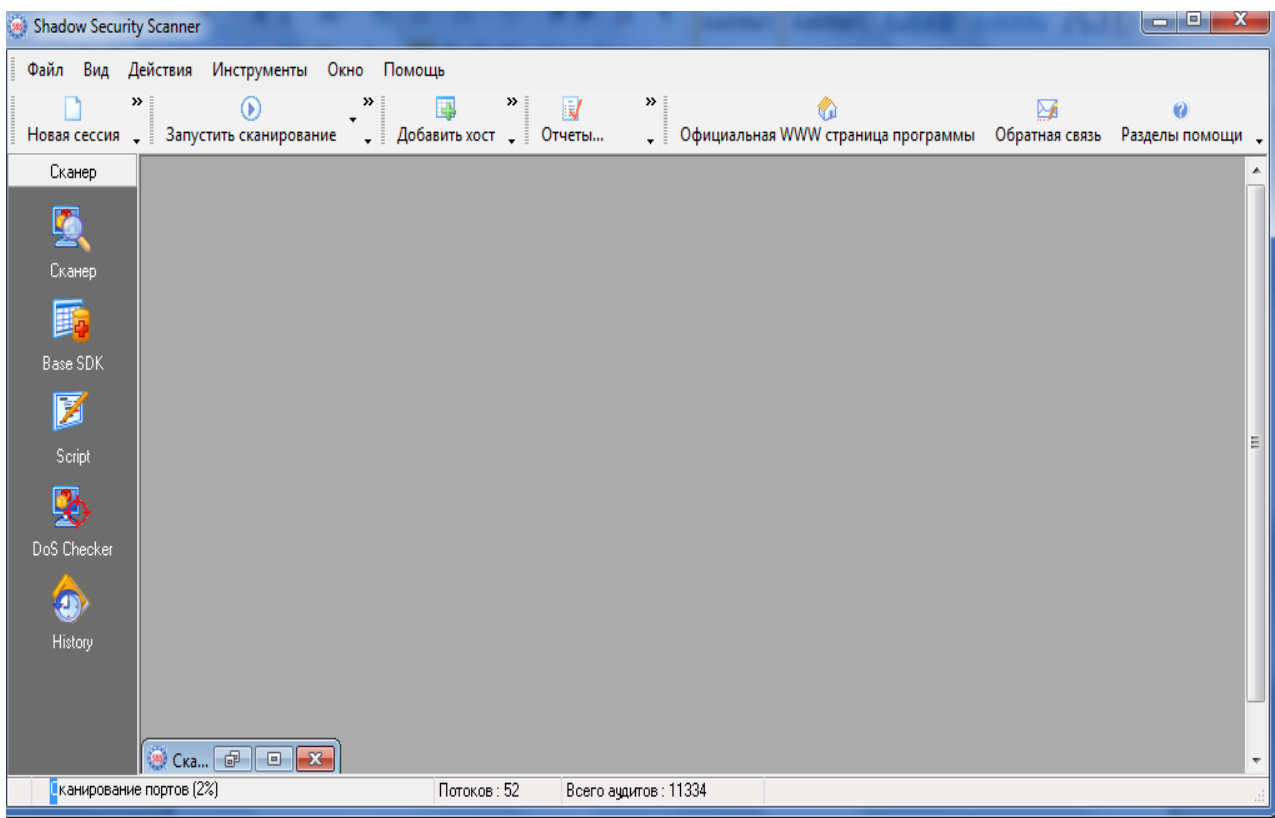 Shadow Security Scanner
Файл Вид Действия Инструменты Окно Помощь
Новая сессия Запустить сканирование Добавить хост Отчеты... Официальная WWW страница программы Обратная связь Разделы помощи
Сканер
Сканер
Base SDK
Script
DoS Checker
History
Ска...
Сканирование портов (2%) Потоков : 52 Всего аудитов : 11334